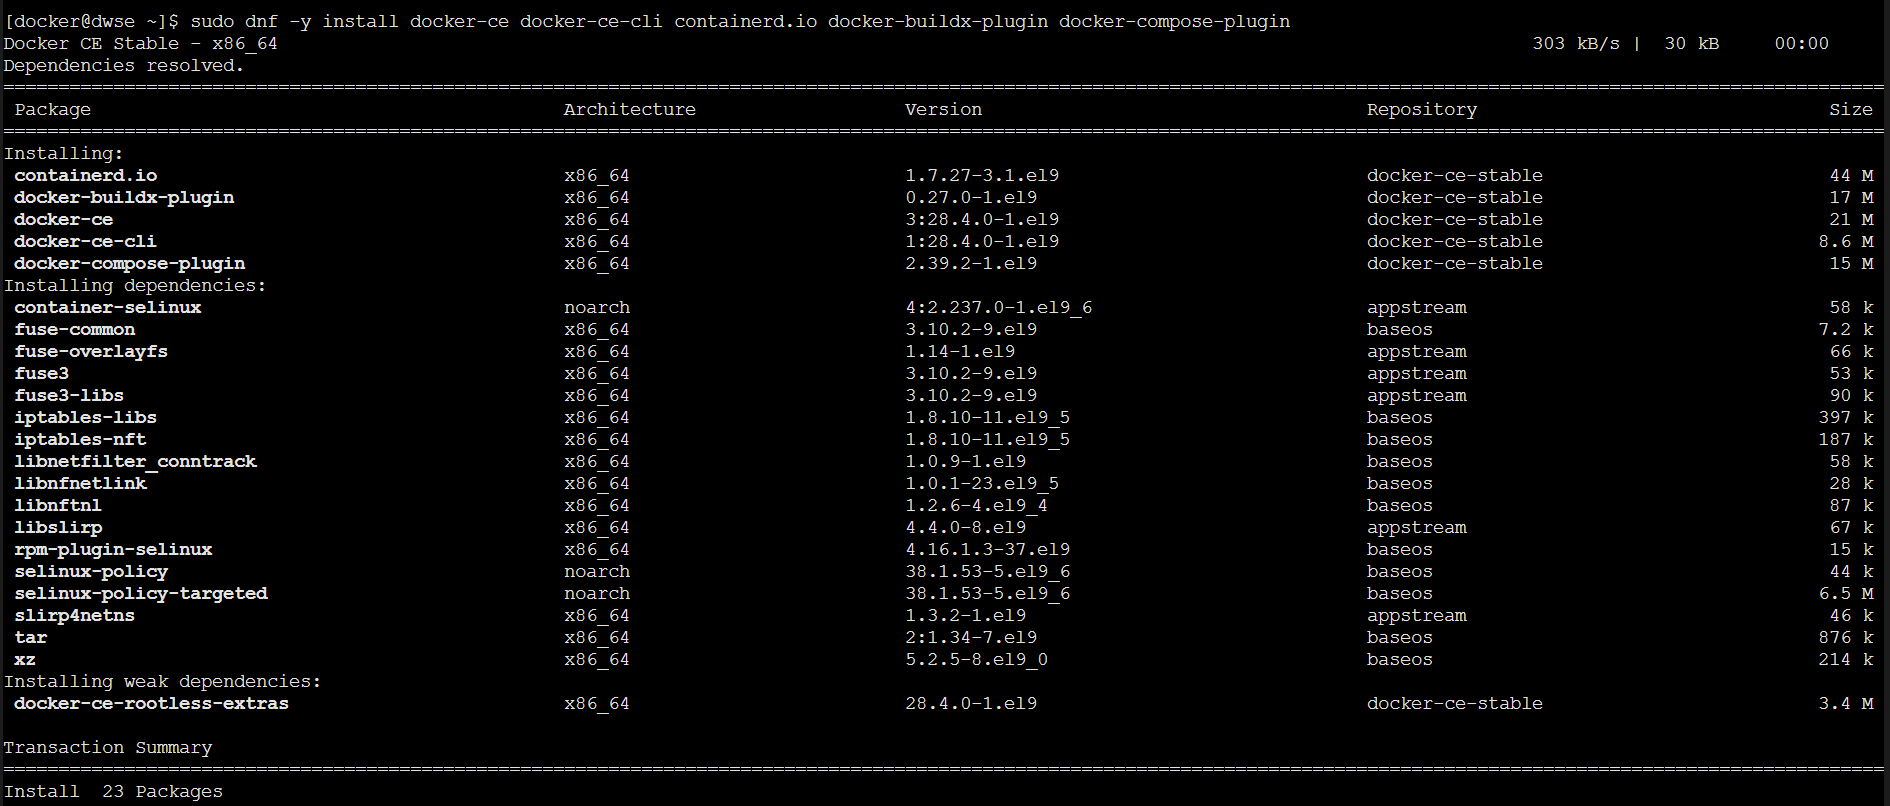 [docker@dwse ~]$ sudo dnf -y install docker-ce docker-ce-cli containerd.io docker-buildx-plugin docker-compose-plugin
Docker CE Stable - x86_64 303 kB/s | 30 kB 00:00
Dependencies resolved.
================================================================================
Package Architecture Version Repository Size
================================================================================
Installing:
containerd.io x86_64 1.7.27-3.1.el9 docker-ce-stable 44 M
docker-buildx-plugin x86_64 0.27.0-1.el9 docker-ce-stable 17 M
docker-ce x86_64 3:28.4.0-1.el9 docker-ce-stable 21 M
docker-ce-cli x86_64 1:28.4.0-1.el9 docker-ce-stable 8.6 M
docker-compose-plugin x86_64 2.39.2-1.el9 docker-ce-stable 15 M
Installing dependencies:
container-selinux noarch 4:2.237.0-1.el9_6 appstream 58 k
fuse-common x86_64 3.10.2-9.el9 baseos 7.2 k
fuse-overlayfs x86_64 1.14-1.el9 appstream 66 k
fuse3 x86_64 3.10.2-9.el9 appstream 53 k
fuse3-libs x86_64 3.10.2-9.el9 appstream 90 k
iptables-libs x86_64 1.8.10-11.el9_5 baseos 397 k
iptables-nft x86_64 1.8.10-11.el9_5 baseos 187 k
libnetfilter_conntrack x86_64 1.0.9-1.el9 baseos 58 k
libnfnetlink x86_64 1.0.1-23.el9_5 baseos 28 k
libnftnl x86_64 1.2.6-4.el9_4 baseos 87 k
libslirp x86_64 4.4.0-8.el9 appstream 67 k
rpm-plugin-selinux x86_64 4.16.1.3-37.el9 baseos 15 k
selinux-policy noarch 38.1.53-5.el9_6 baseos 44 k
selinux-policy-targeted noarch 38.1.53-5.el9_6 baseos 6.5 M
slirp4netns x86_64 1.3.2-1.el9 appstream 46 k
tar x86_64 2:1.34-7.el9 baseos 876 k
xz x86_64 5.2.5-8.el9_0 baseos 214 k
Installing weak dependencies:
docker-ce-rootless-extras x86_64 28.4.0-1.el9 docker-ce-stable 3.4 M
Transaction Summary
================================================================================
Install 23 Packages